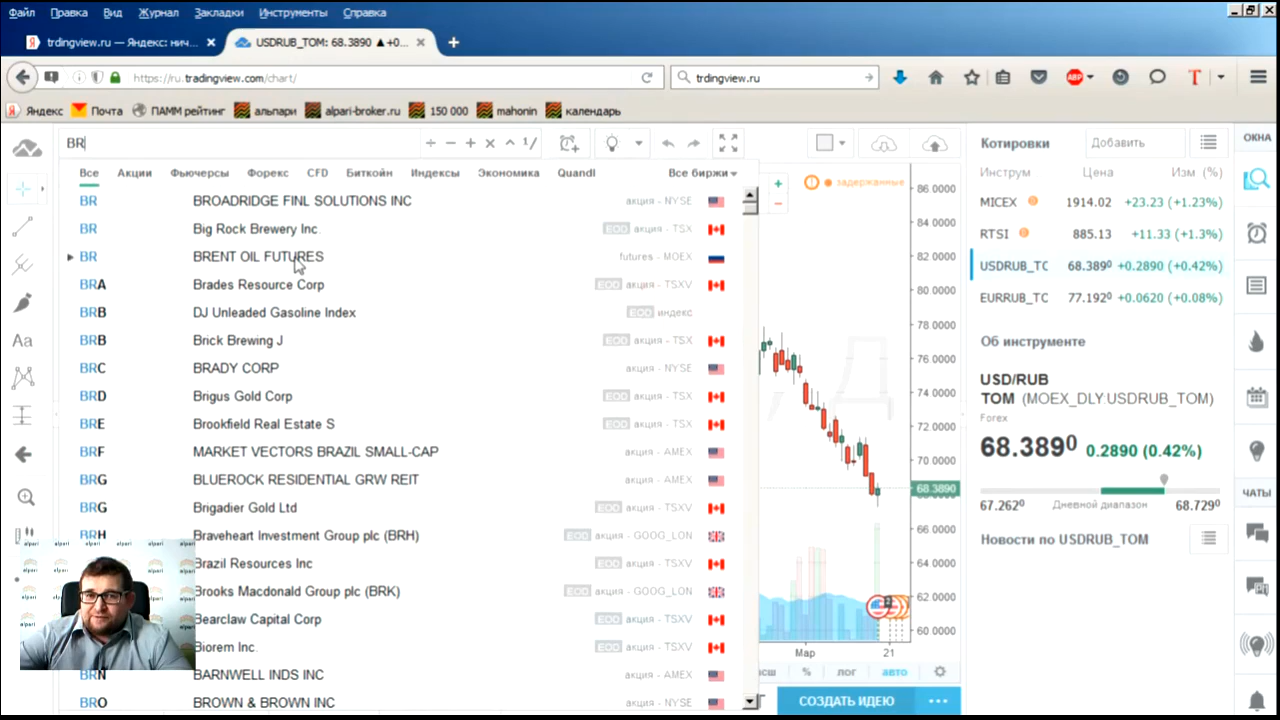 Файл Правка Вид Журнал Закладки Инструменты Справка
trdingview.ru — Яндекс: нич...
USDRUB_TOM: 68.3890 ▲+0...
https://ru.tradingview.com/chart/
trdingview.ru
ABP
Яндекс Почта ПАММ рейтинг альпари alpari-broker.ru 150 000 mahonin календарь
BR
Все Акции Фьючерсы Форекс CFD Биткойн Индексы Экономика Quandl Все биржи
BR BROADRIDGE FINL SOLUTIONS INC акция - NYSE
BR Big Rock Brewery Inc. EOD акция - TSX
BR BRENT OIL FUTURES futures - MOEX
BRA Brades Resource Corp EOD акция - TSXV
BRB DJ Unleaded Gasoline Index EOD индекс
BRB Brick Brewing J EOD акция - TSX
BRC BRADY CORP акция - NYSE
BRD Brigus Gold Corp EOD акция - TSX
BRE Brookfield Real Estate S EOD акция - TSX
BRF MARKET VECTORS BRAZIL SMALL-CAP акция - AMEX
BRG BLUEROCK RESIDENTIAL GRW REIT акция - AMEX
BRG Brigadier Gold Ltd EOD акция - TSXV
BRH Braveheart Investment Group plc (BRH) EOD акция - GOOG_LON
Brazil Resources Inc EOD акция - TSXV
Brooks Macdonald Group plc (BRK) EOD акция - GOOG_LON
Bearclaw Capital Corp EOD акция - TSXV
Biorem Inc. EOD акция - TSXV
BRN BARNWELL INDS INC акция - AMEX
BRO BROWN & BROWN INC акция - NYSE
задержанные
86.0000
84.0000
82.0000
80.0000
78.0000
76.0000
74.0000
72.0000
70.0000
68.3890
66.0000
64.0000
62.0000
60.0000
Мар 21
% лог авто
СОЗДАТЬ ИДЕЮ
Котировки Добавить
Инструм Цена Изм (%)
MICEX 1914.02 +23.23 (+1.23%)
RTSI 885.13 +11.33 (+1.3%)
USDRUB_TC 68.3890 +0.2890 (+0.42%)
EURRUB_TC 77.1920 +0.0620 (+0.08%)
Об инструменте
USD/RUB
TOM (MOEX_DLY:USDRUB_TOM)
Forex
68.3890 0.2890 (0.42%)
67.2620 Дневной диапазон 68.7290
Новости по USDRUB_TOM
ОКНА
ЧАТЫ
alpari